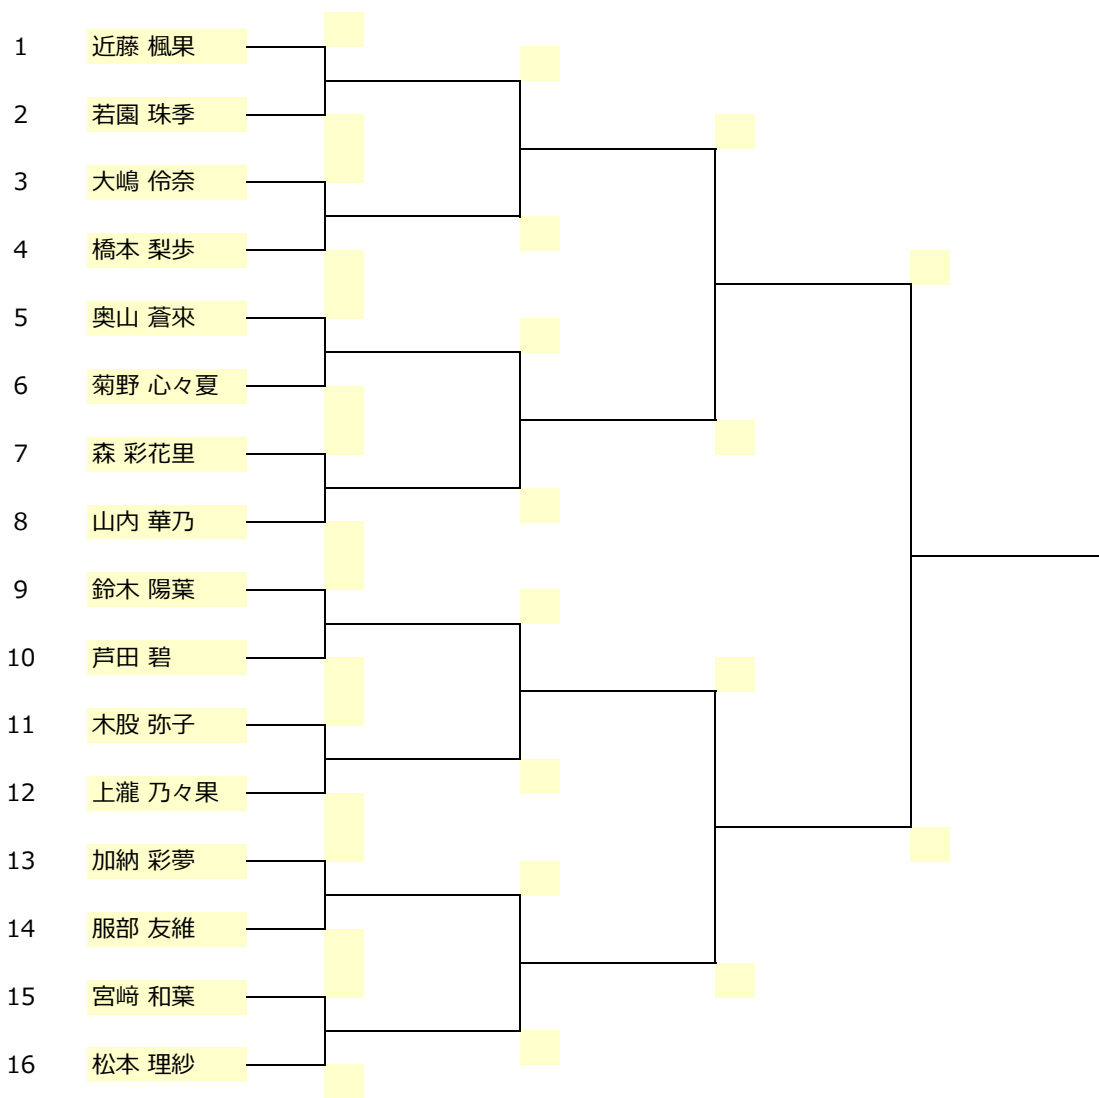 1 近藤 楓果
2 若園 珠季
3 大嶋 伶奈
4 橋本 梨歩
5 奥山 蒼來
6 菊野 心々夏
7 森 彩花里
8 山内 華乃
9 鈴木 陽葉
10 芦田 碧
11 木股 弥子
12 上瀧 乃々果
13 加納 彩夢
14 服部 友維
15 宮﨑 和葉
16 松本 理紗